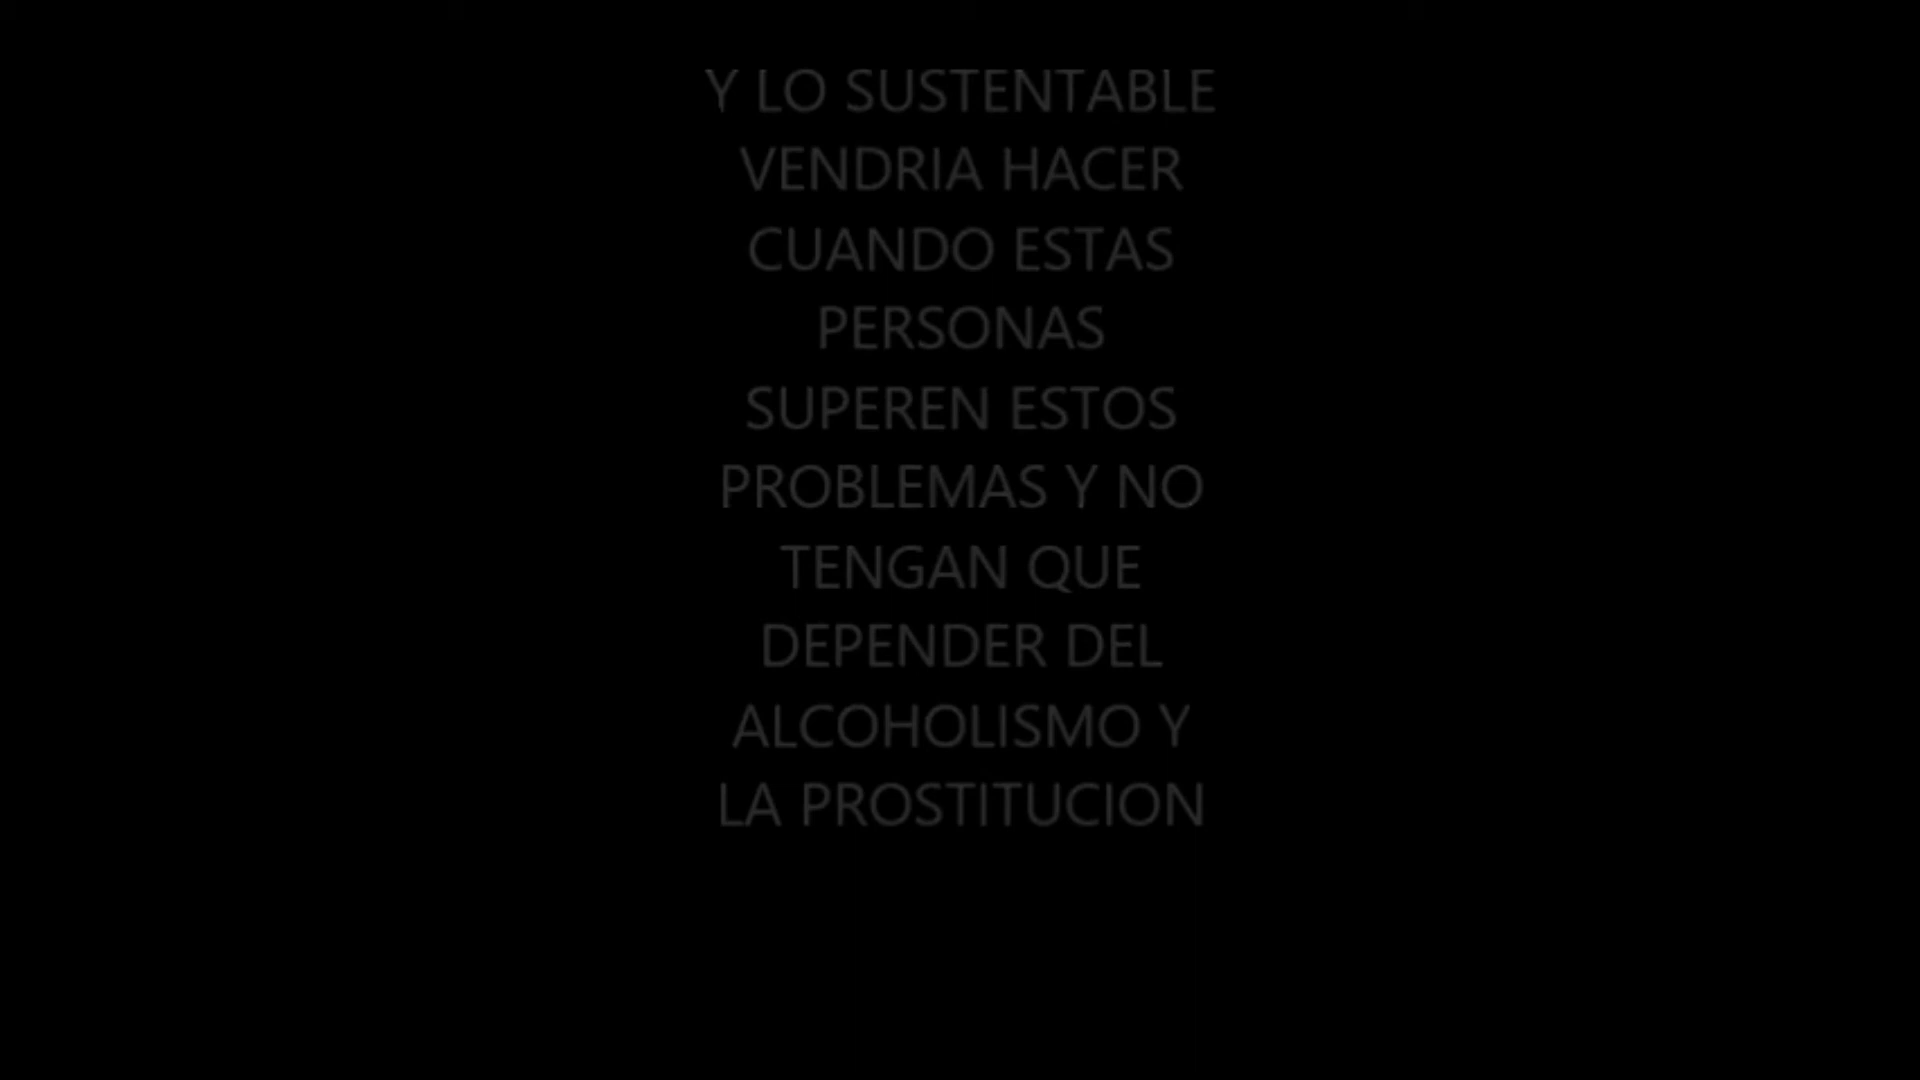 Y LO SUSTENTABLE
VENDRIA HACER
CUANDO ESTAS
PERSONAS
SUPEREN ESTOS
PROBLEMAS Y NO
TENGAN QUE
DEPENDER DEL
ALCOHOLISMO Y
LA PROSTITUCION